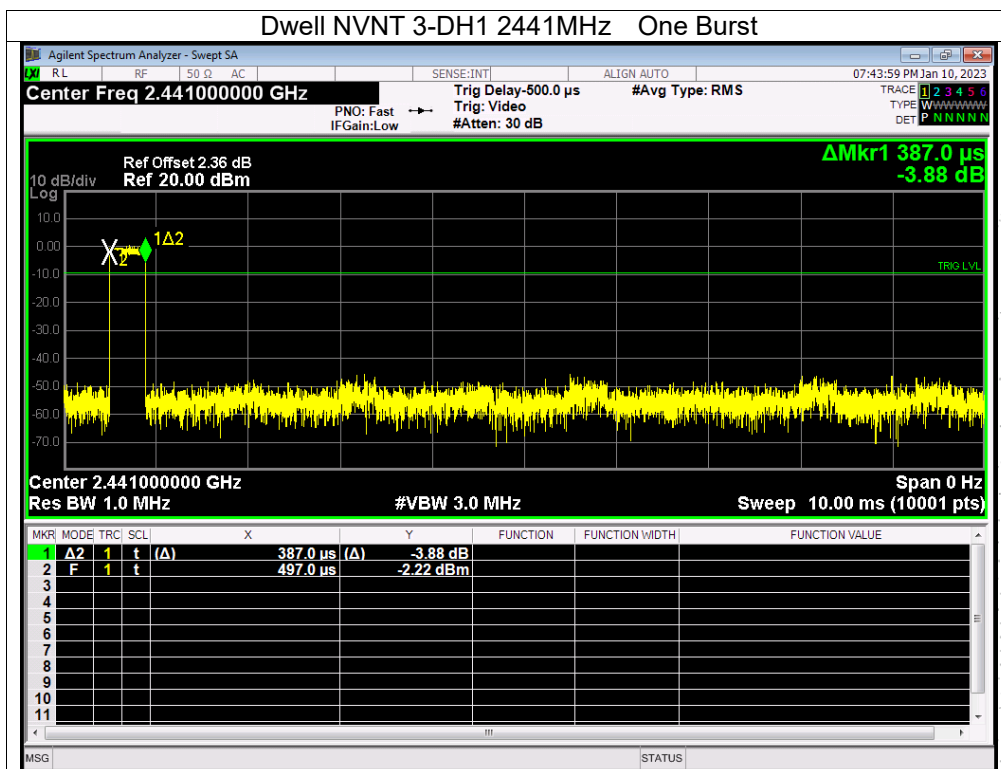 Dwell NVNT 3-DH1 2441MHz One Burst
Agilent Spectrum Analyzer - Swept SA
LXI RL RF 50 Ω AC SENSE:INT ALIGN AUTO 07:43:59 PM Jan 10, 2023
Center Freq 2.441000000 GHz Trig Delay-500.0 µs #Avg Type: RMS TRACE 1 2 3 4 5 6
PNO: Fast Trig: Video TYPE WWWWWW
IFGain:Low #Atten: 30 dB DET P N N N N N
Ref Offset 2.36 dB ΔMkr1 387.0 µs
10 dB/div Ref 20.00 dBm -3.88 dB
Log
10.0
0.00 1Δ2
X2
-10.0 TRIG LVL
-20.0
-30.0
-40.0
-50.0
-60.0
-70.0
Center 2.441000000 GHz Span 0 Hz
Res BW 1.0 MHz #VBW 3.0 MHz Sweep 10.00 ms (10001 pts)
MKR MODE TRC SCL X Y FUNCTION FUNCTION WIDTH FUNCTION VALUE
1 Δ2 1 t (Δ) 387.0 µs (Δ) -3.88 dB
2 F 1 t 497.0 µs -2.22 dBm
3
4
5
6
7
8
9
10
11
MSG STATUS